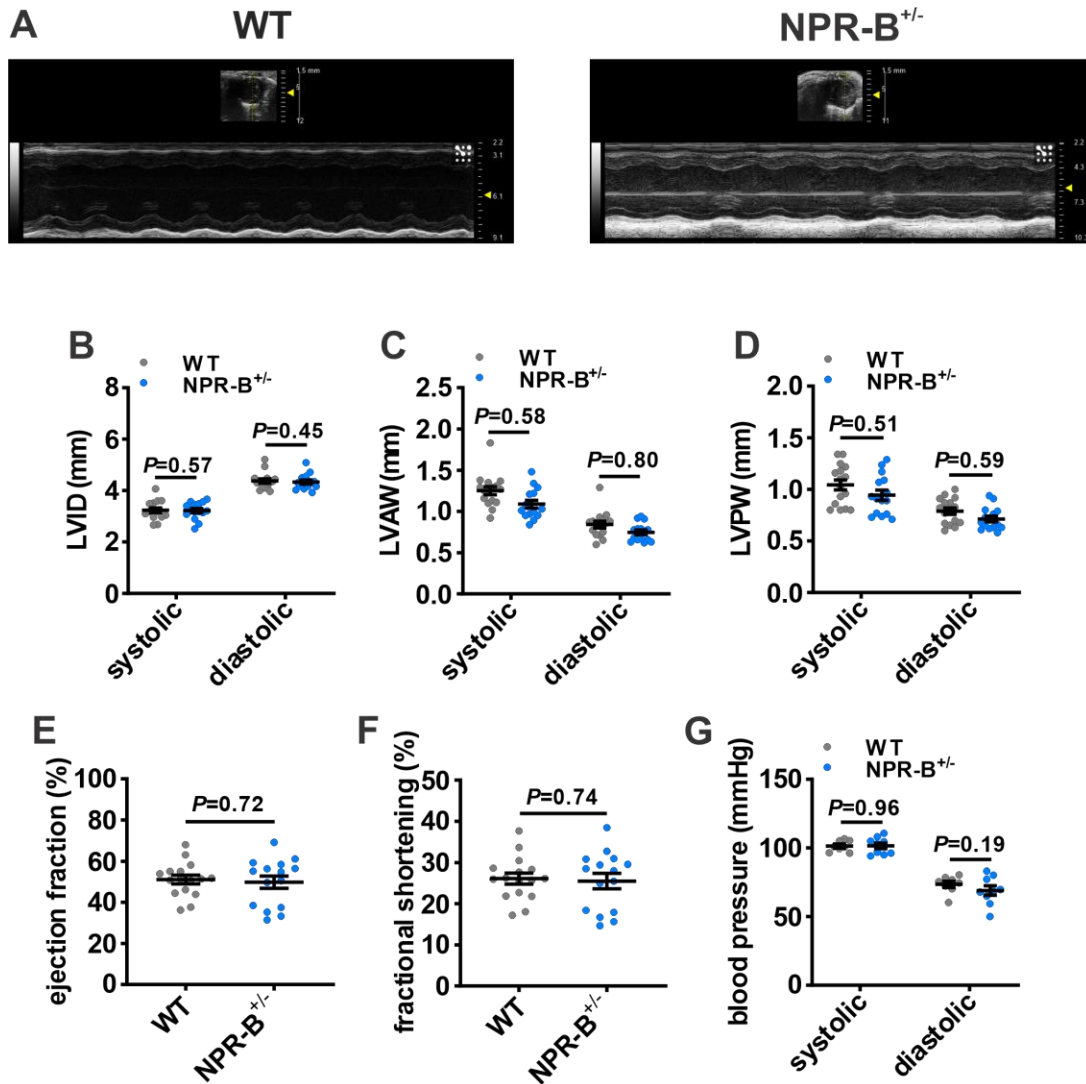 A
WT
NPR-B+/-
1.5 mm
5
12
1.5 mm
5
11
2.2
3.1
6.1
9.1
2.2
4.3
7.3
B
WT
NPR-B+/-
LVID (mm)
8
6
4
2
0
P=0.57
P=0.45
systolic
diastolic
C
WT
NPR-B+/-
LVAW (mm)
2.5
2.0
1.5
1.0
0.5
0.0
P=0.58
P=0.80
systolic
diastolic
D
WT
NPR-B+/-
LVPW (mm)
2.0
1.5
1.0
0.5
0.0
P=0.51
P=0.59
systolic
diastolic
E
ejection fraction (%)
100
80
60
40
20
0
P=0.72
WT
NPR-B+/-
F
fractional shortening (%)
50
40
30
20
10
0
P=0.74
WT
NPR-B+/-
G
WT
NPR-B+/-
blood pressure (mmHg)
150
100
50
0
P=0.96
P=0.19
systolic
diastolic